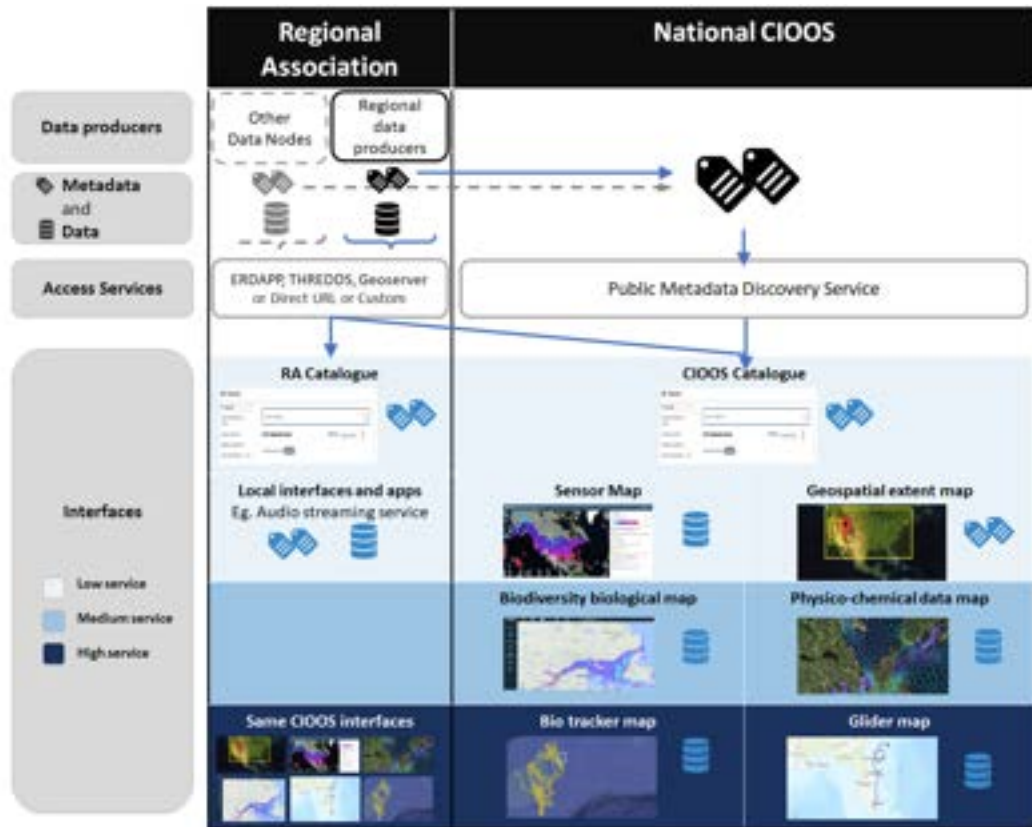 Regional
Association
National CIOOS
Data producers
Other
Data Nodes
Regional
data
producers
Metadata
and
Data
Access Services
ERDAPP, THREDDS, Geoserver
or Direct URL or Custom
Public Metadata Discovery Service
Interfaces
Low service
Medium service
High service
RA Catalogue
CIOOS Catalogue
Local interfaces and apps
Eg. Audio streaming service
Sensor Map
Geospatial extent map
Biodiversity biological map
Physico-chemical data map
Same CIOOS interfaces
Bio tracker map
Glider map